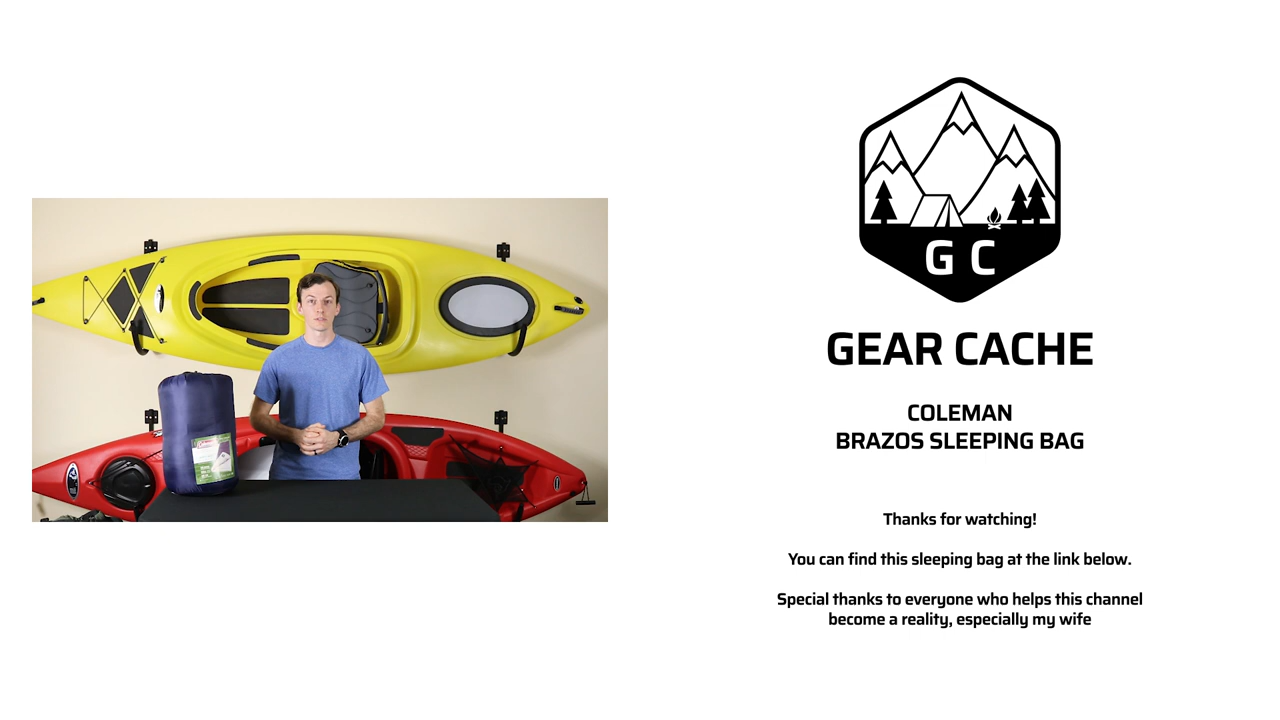 G C
GEAR CACHE
COLEMAN
BRAZOS SLEEPING BAG
Thanks for watching!
You can find this sleeping bag at the link below.
Special thanks to everyone who helps this channel
become a reality, especially my wife